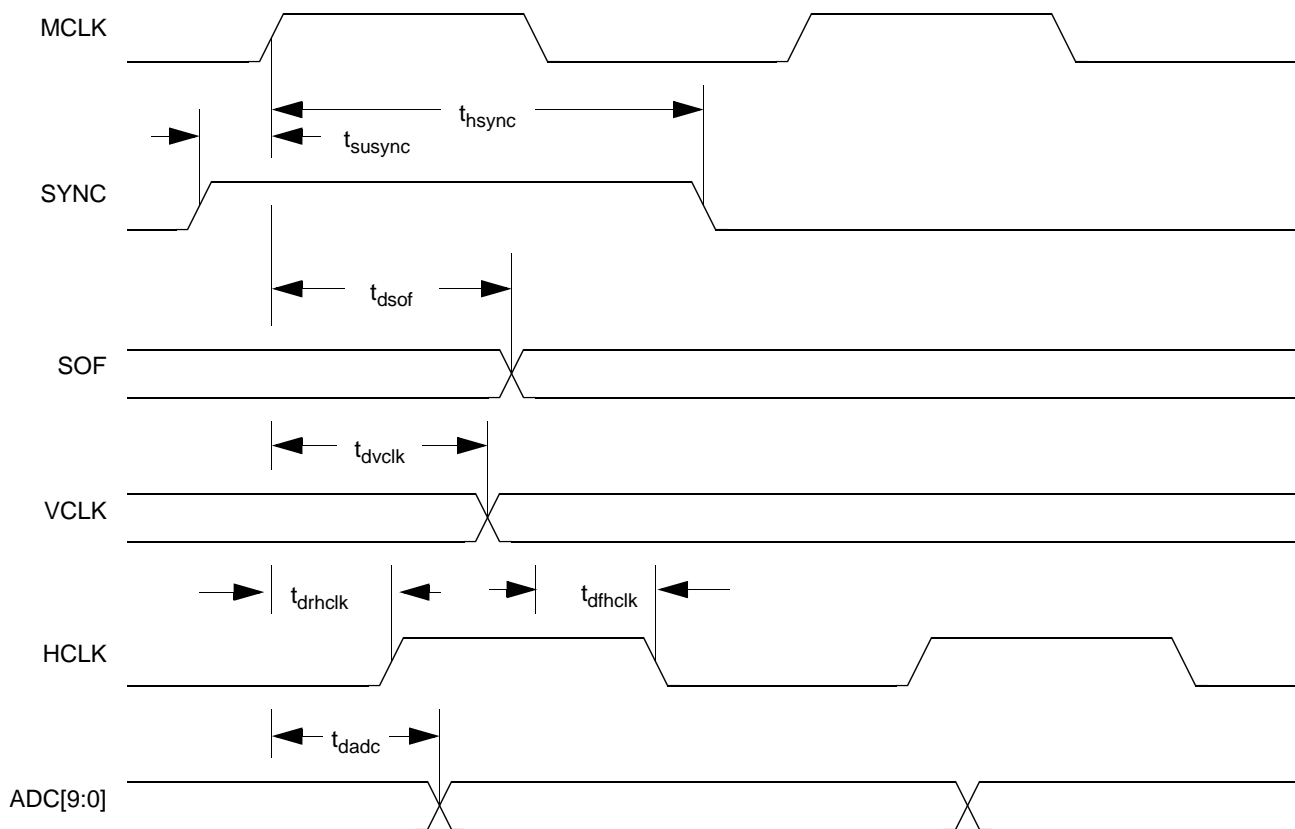 MCLK
thsync
tsusync
SYNC
tdsof
SOF
tdvclk
VCLK
tdrhclk
tdfhclk
HCLK
tdadc
ADC[9:0]